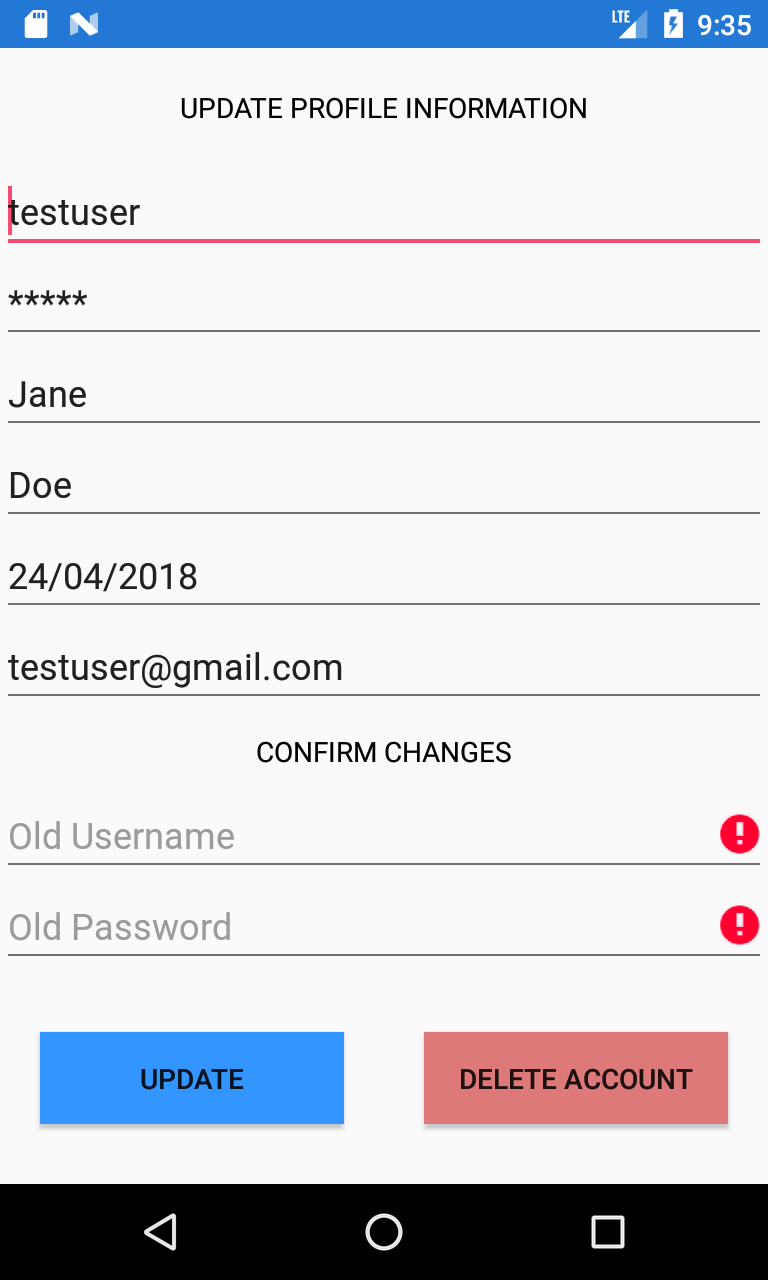 LTE 9:35
UPDATE PROFILE INFORMATION
testuser
*****
Jane
Doe
24/04/2018
testuser@gmail.com
CONFIRM CHANGES
Old Username
Old Password
UPDATE DELETE ACCOUNT